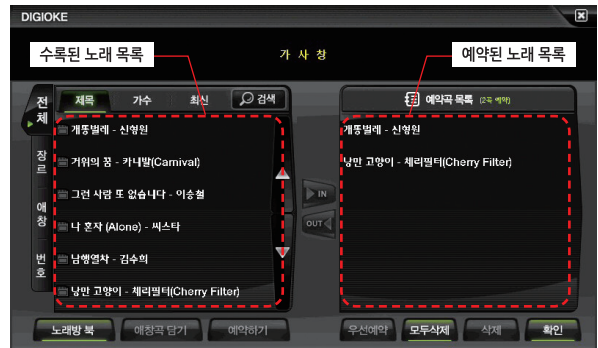 DIGIOKE
수록된 노래 목록
가 사 창
예약된 노래 목록
전체
장르
애창
번호
제목 가수 최신 검색
개똥벌레 - 신형원
거위의 꿈 - 카니발(Carnival)
그런 사람 또 없습니다 - 이승철
나 혼자 (Alone) - 씨스타
남행열차 - 김수희
낭만 고양이 - 체리필터(Cherry Filter)
IN
OUT
예약곡 목록 (2곡 예약)
개똥벌레 - 신형원
낭만 고양이 - 체리필터(Cherry Filter)
노래방 북 애창곡 담기 예약하기
우선예약 모두삭제 삭제 확인